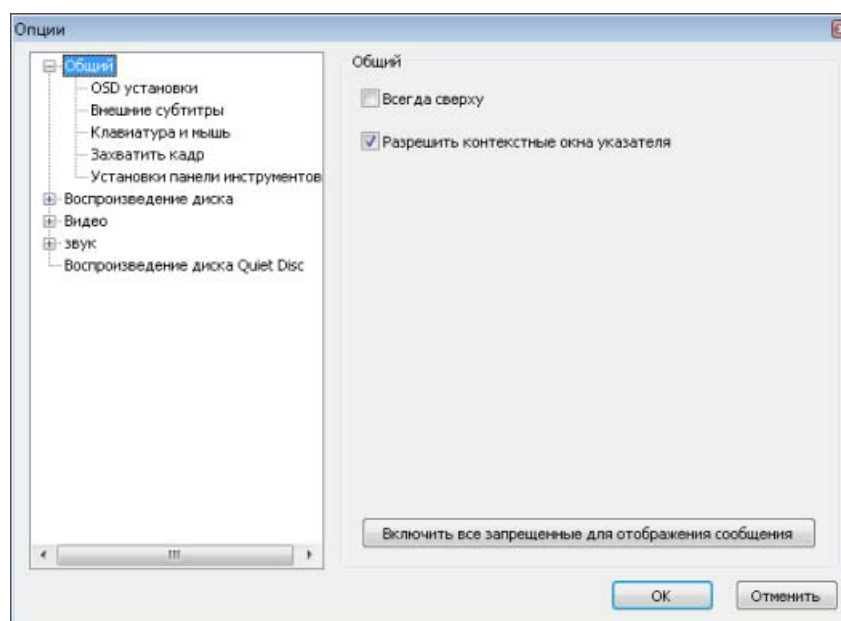 Опции
Общий
OSD установки
Внешние субтитры
Клавиатура и мышь
Захватить кадр
Установки панели инструментов
Воспроизведение диска
Видео
звук
Воспроизведение диска Quiet Disc
Общий
Всегда сверху
Разрешить контекстные окна указателя
Включить все запрещенные для отображения сообщения
OK
Отменить